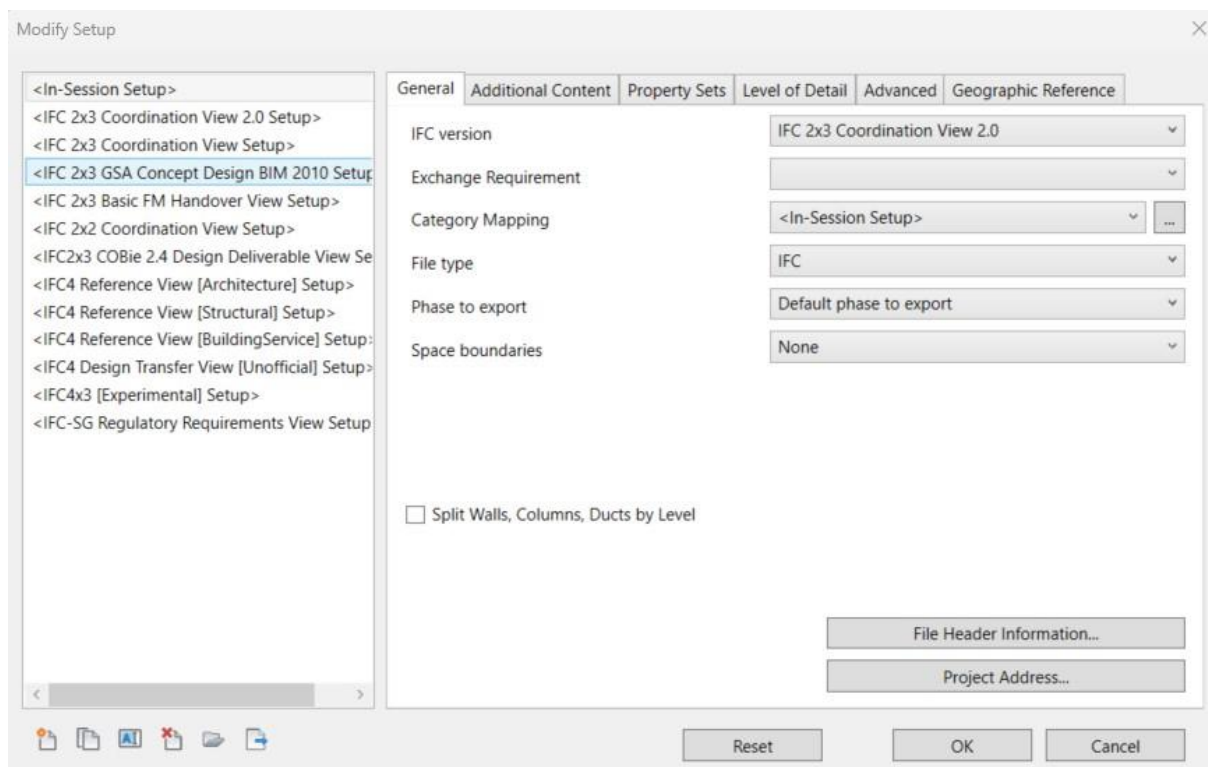 Modify Setup
<In-Session Setup>
<IFC 2x3 Coordination View 2.0 Setup>
<IFC 2x3 Coordination View Setup>
<IFC 2x3 GSA Concept Design BIM 2010 Setup
<IFC 2x3 Basic FM Handover View Setup>
<IFC 2x2 Coordination View Setup>
<IFC2x3 COBie 2.4 Design Deliverable View Se
<IFC4 Reference View [Architecture] Setup>
<IFC4 Reference View [Structural] Setup>
<IFC4 Reference View [BuildingService] Setup>
<IFC4 Design Transfer View [Unofficial] Setup>
<IFC4x3 [Experimental] Setup>
<IFC-SG Regulatory Requirements View Setup
General Additional Content Property Sets Level of Detail Advanced Geographic Reference
IFC version IFC 2x3 Coordination View 2.0
Exchange Requirement
Category Mapping <In-Session Setup> ...
File type IFC
Phase to export Default phase to export
Space boundaries None
Split Walls, Columns, Ducts by Level
File Header Information...
Project Address...
AI
Reset OK Cancel